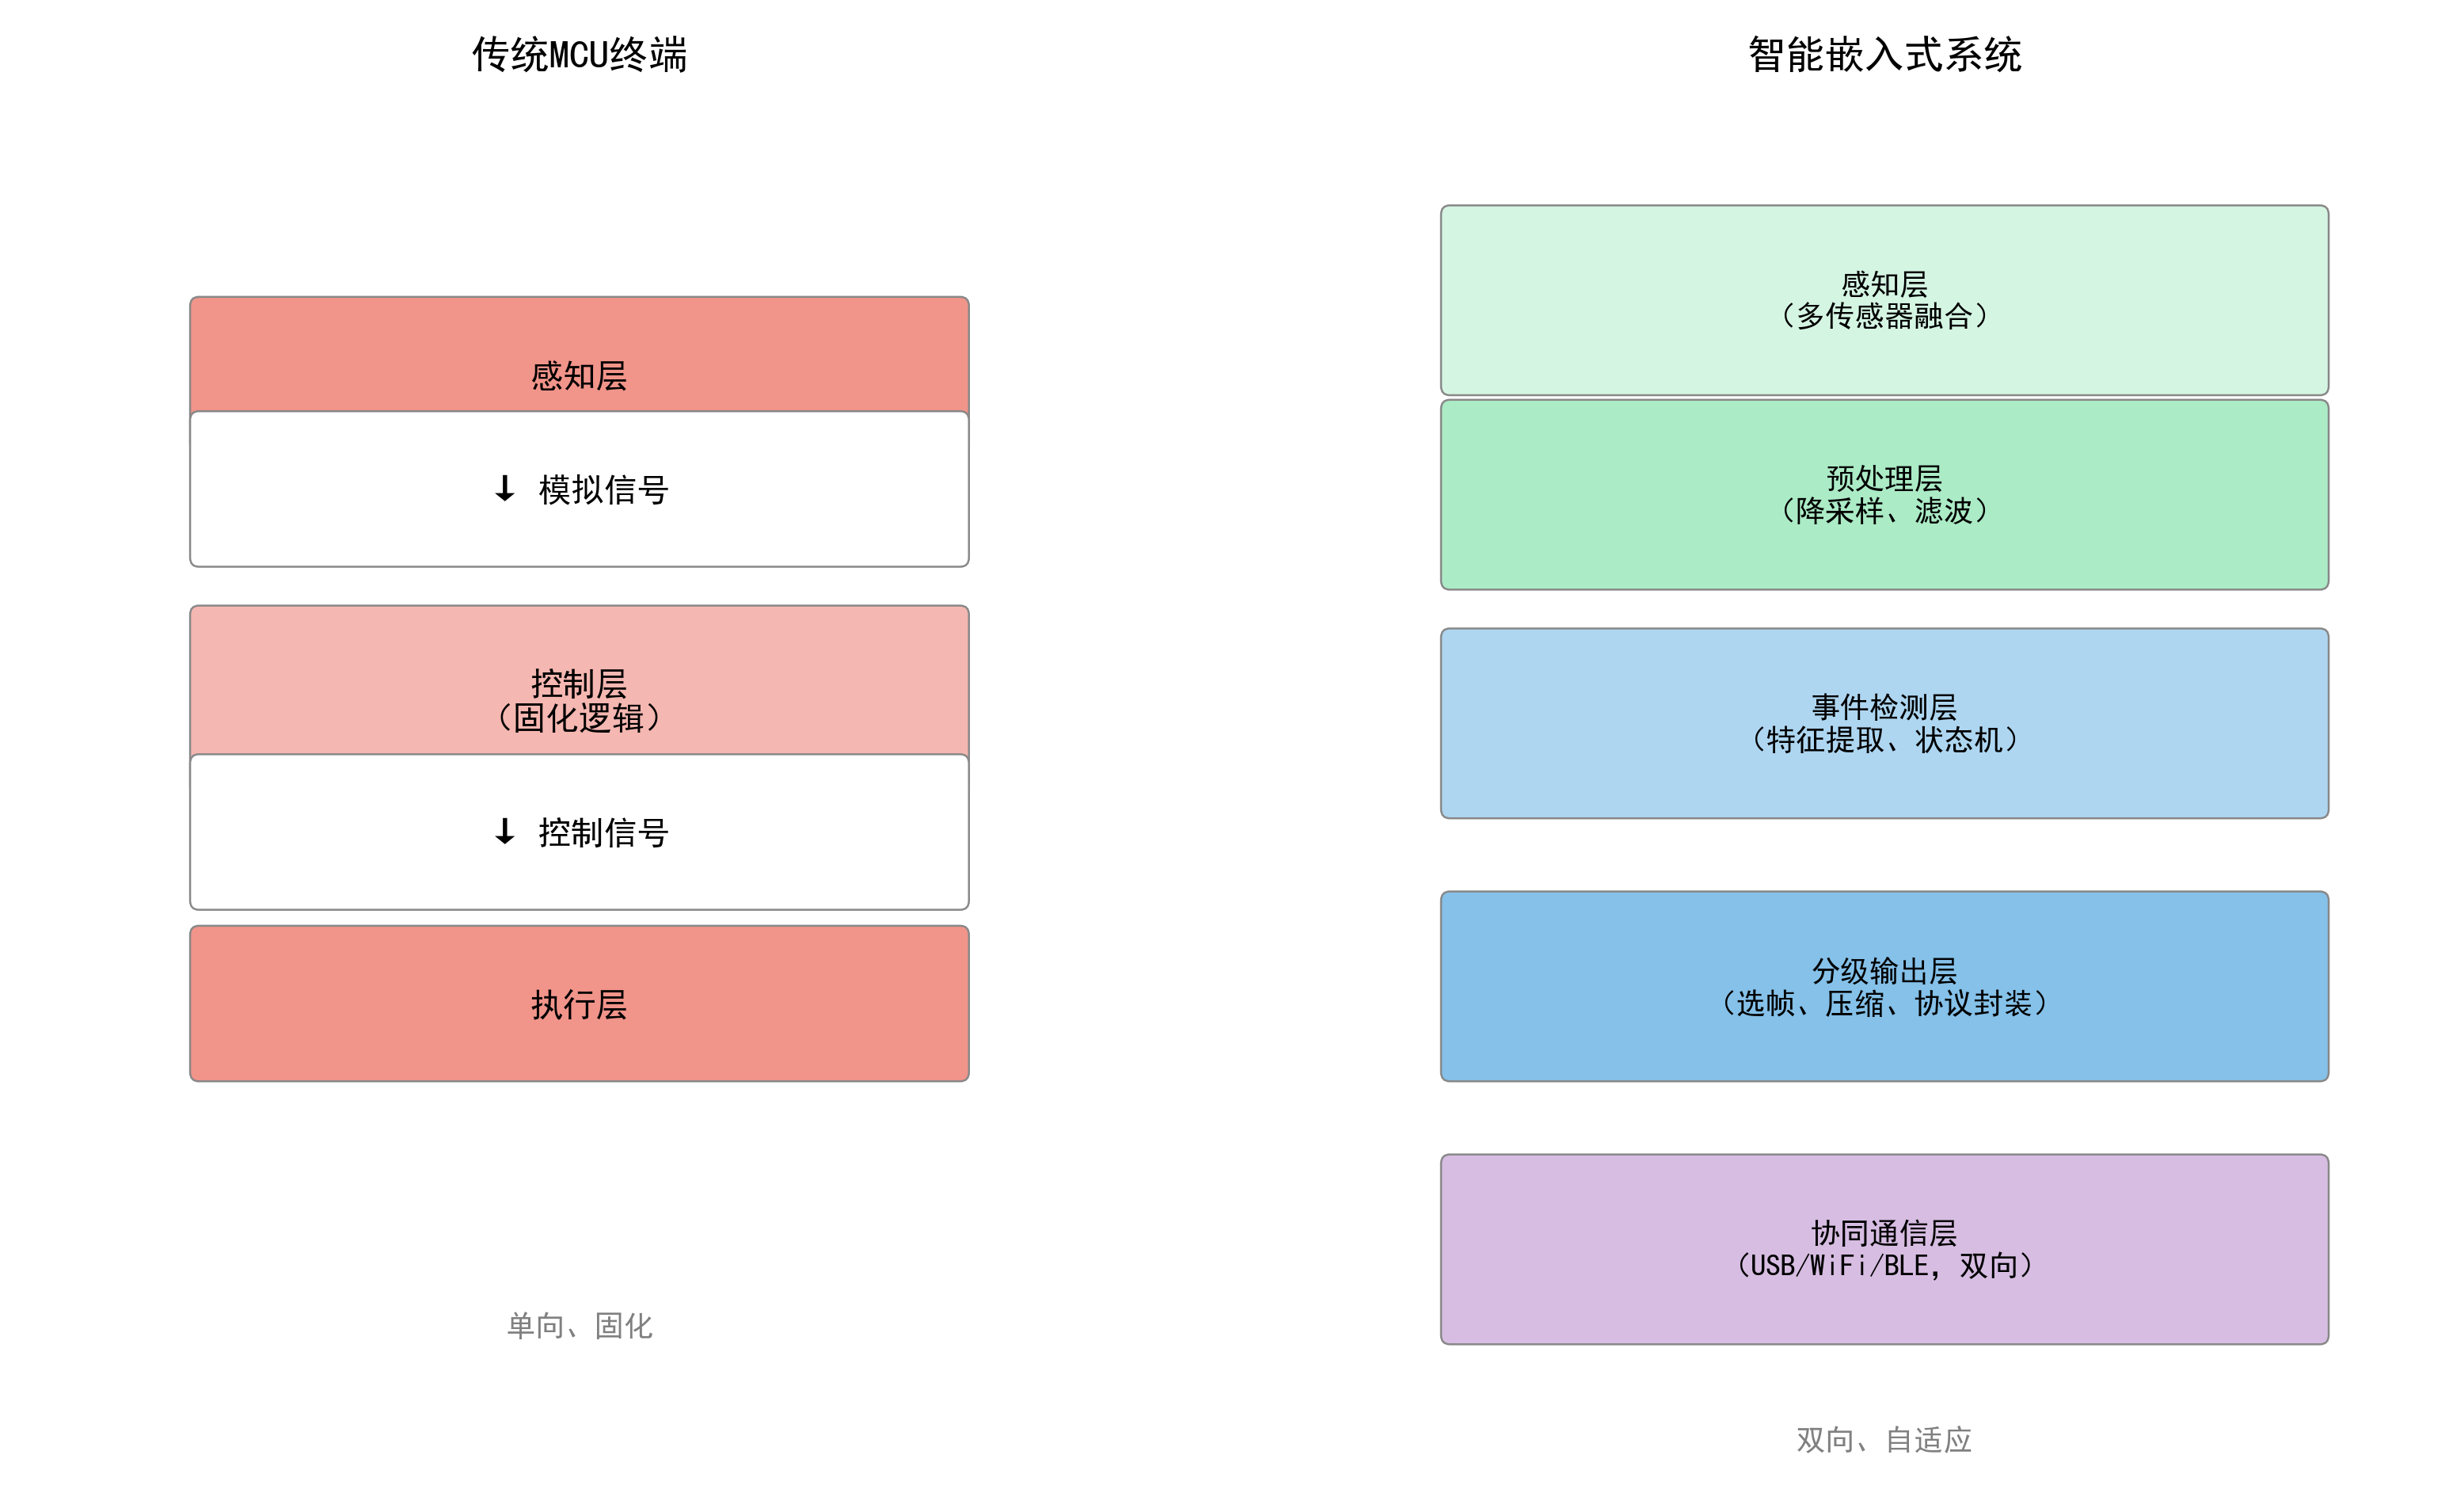 传统MCU终端
感知层
↓ 模拟信号
控制层
（固化逻辑）
↓ 控制信号
执行层
单向、固化
智能嵌入式系统
感知层
（多传感器融合）
预处理层
（降采样、滤波）
事件检测层
（特征提取、状态机）
分级输出层
（选帧、压缩、协议封装）
协同通信层
（USB/WiFi/BLE，双向）
双向、自适应